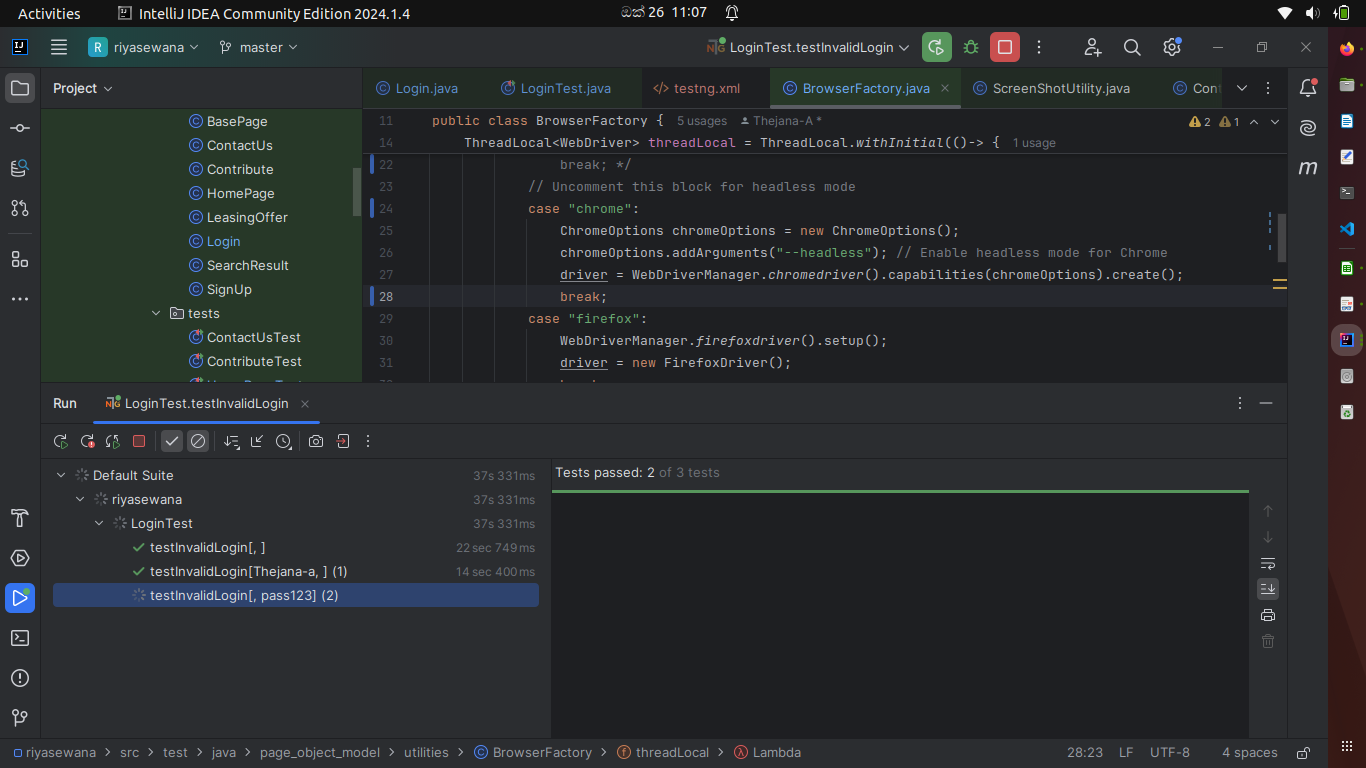 Activities IntelliJ IDEA Community Edition 2024.1.4 ඔක් 26 11:07
R riyasewana master LoginTest.testInvalidLogin
Project Login.java LoginTest.java testng.xml BrowserFactory.java ScreenShotUtility.java Con
BasePage
ContactUs
Contribute
HomePage
LeasingOffer
Login
SearchResult
SignUp
tests
ContactUsTest
ContributeTest
11 public class BrowserFactory { 5 usages Thejana-A * 2 1
14 ThreadLocal<WebDriver> threadLocal = ThreadLocal.withInitial(()-> { 1 usage
22 break; */
23 // Uncomment this block for headless mode
24 case "chrome":
25 ChromeOptions chromeOptions = new ChromeOptions();
26 chromeOptions.addArguments("--headless"); // Enable headless mode for Chrome
27 driver = WebDriverManager.chromedriver().capabilities(chromeOptions).create();
28 break;
29 case "firefox":
30 WebDriverManager.firefoxdriver().setup();
31 driver = new FirefoxDriver();
Run LoginTest.testInvalidLogin
Default Suite 37s 331ms
riyasewana 37s 331ms
LoginTest 37s 331ms
testInvalidLogin[, ] 22 sec 749 ms
testInvalidLogin[Thejana-a, ] (1) 14 sec 400 ms
testInvalidLogin[, pass123] (2)
Tests passed: 2 of 3 tests
riyasewana > src > test > java > page_object_model > utilities > BrowserFactory > threadLocal > Lambda 28:23 LF UTF-8 4 spaces